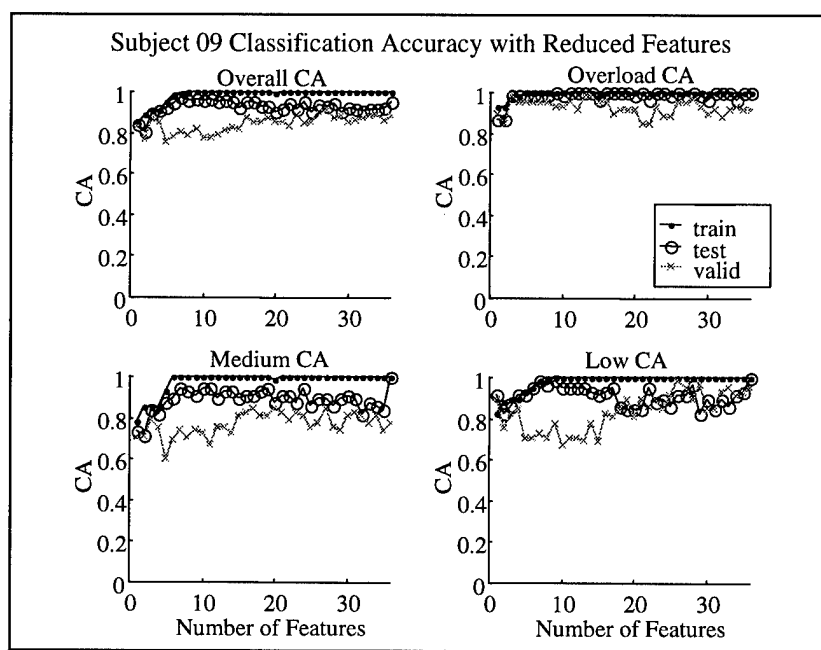 Subject 09 Classification Accuracy with Reduced Features
Overall CA
Overload CA
1
0.8
0.6
0.4
0.2
0
CA
0 10 20 30
1
0.8
0.6
0.4
0.2
0
CA
0 10 20 30
train
test
valid
Medium CA
Low CA
1
0.8
0.6
0.4
0.2
0
CA
0 10 20 30
Number of Features
1
0.8
0.6
0.4
0.2
0
CA
0 10 20 30
Number of Features